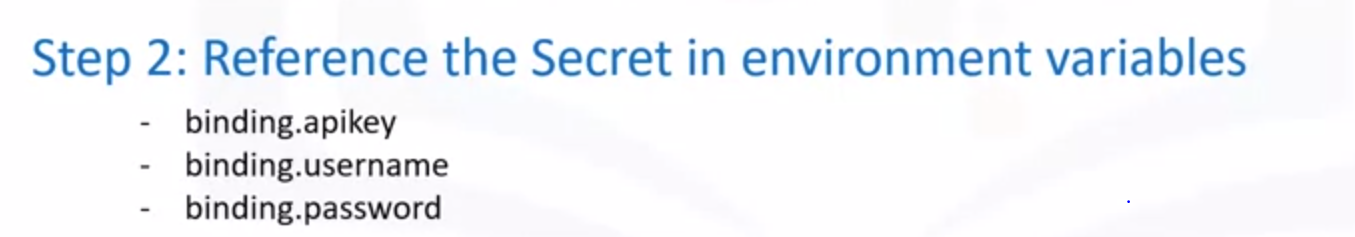 Step 2: Reference the Secret in environment variables
- binding.apikey
- binding.username
- binding.password